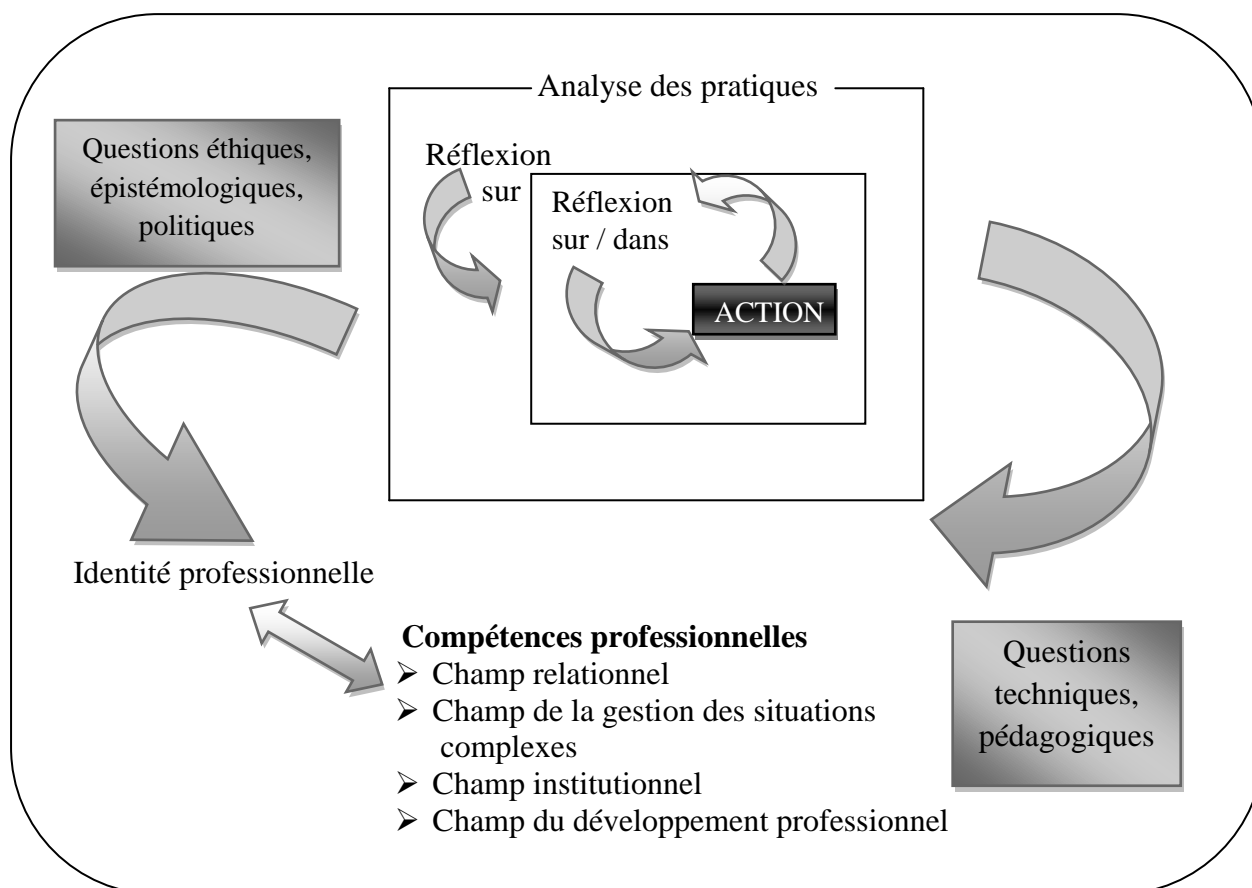 Analyse des pratiques
Questions éthiques,
épistémologiques,
politiques
Réflexion
sur
Réflexion
sur / dans
ACTION
Identité professionnelle
Compétences professionnelles
➢ Champ relationnel
➢ Champ de la gestion des situations
complexes
➢ Champ institutionnel
➢ Champ du développement professionnel
Questions
techniques,
pédagogiques